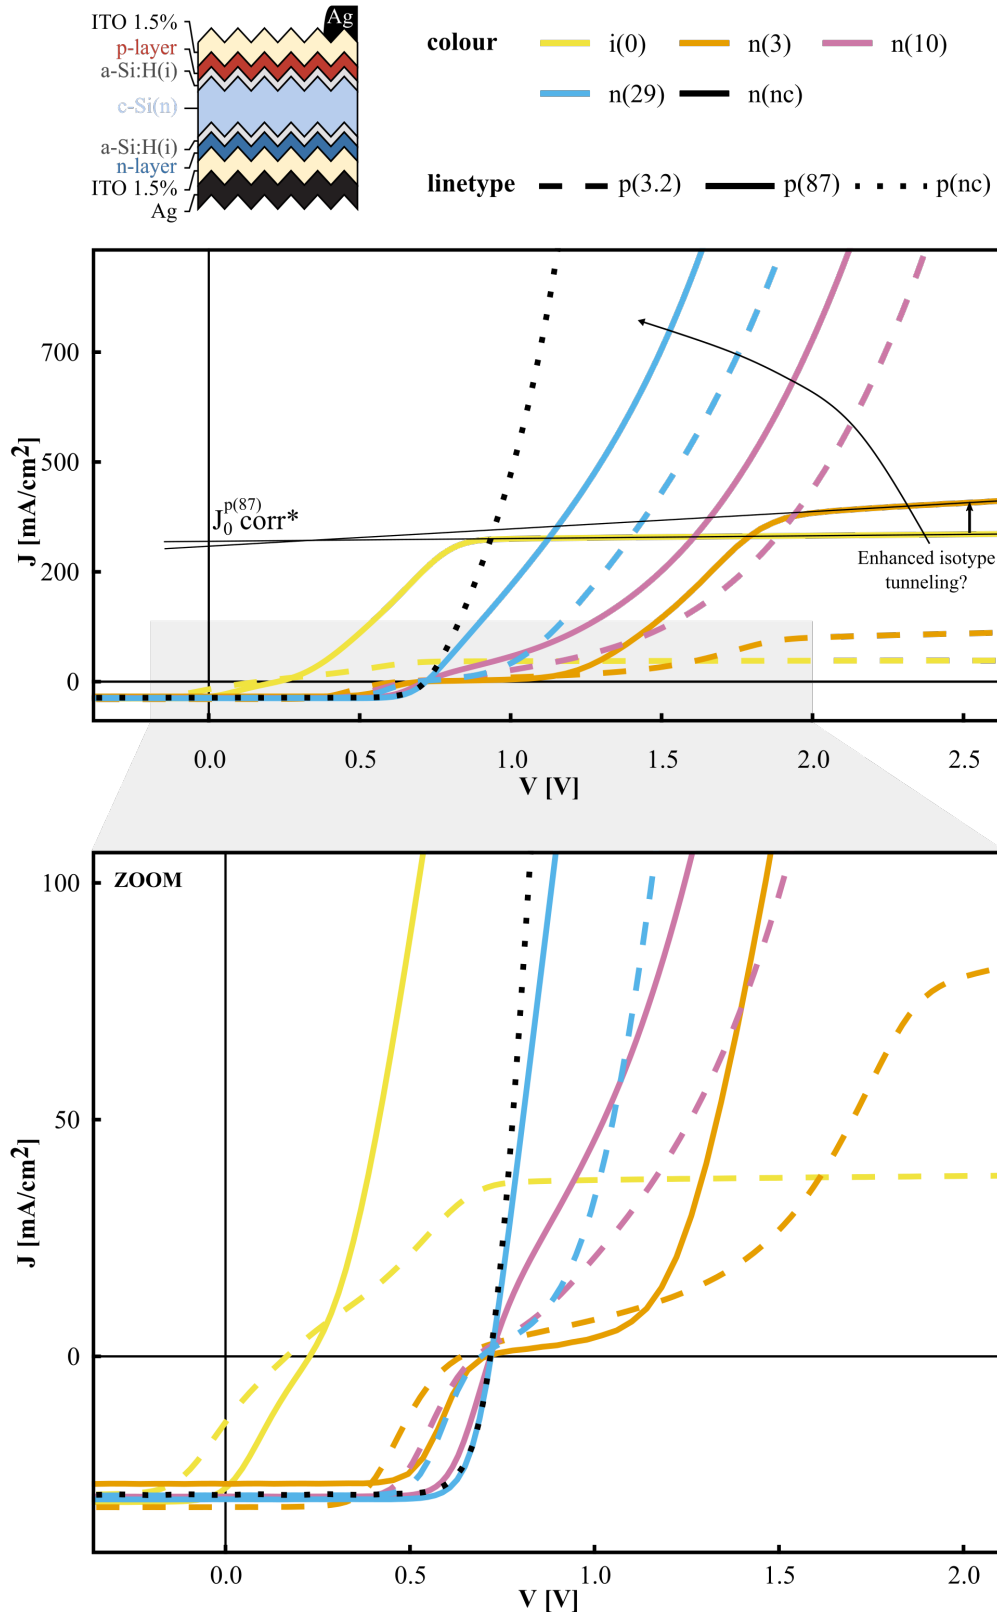 Ag
ITO 1.5%
p-layer
a-Si:H(i)
c-Si(n)
a-Si:H(i)
n-layer
ITO 1.5%
Ag
colour i(0) n(3) n(10)
n(29) n(nc)
linetype p(3.2) p(87) p(nc)
J [mA/cm²]
700
500
200
0
J₀ᵖ⁽⁸⁷⁾ corr*
Enhanced isotype
tunneling?
0.0 0.5 1.0 1.5 2.0 2.5
V [V]
ZOOM
J [mA/cm²]
100
50
0
0.0 0.5 1.0 1.5 2.0
V [V]